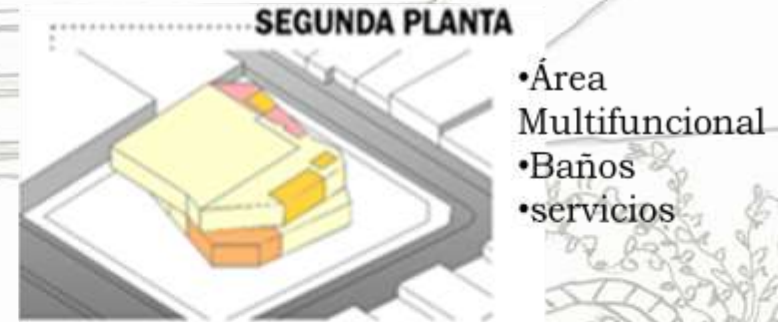 SEGUNDA PLANTA
•Área
Multifuncional
•Baños
•servicios